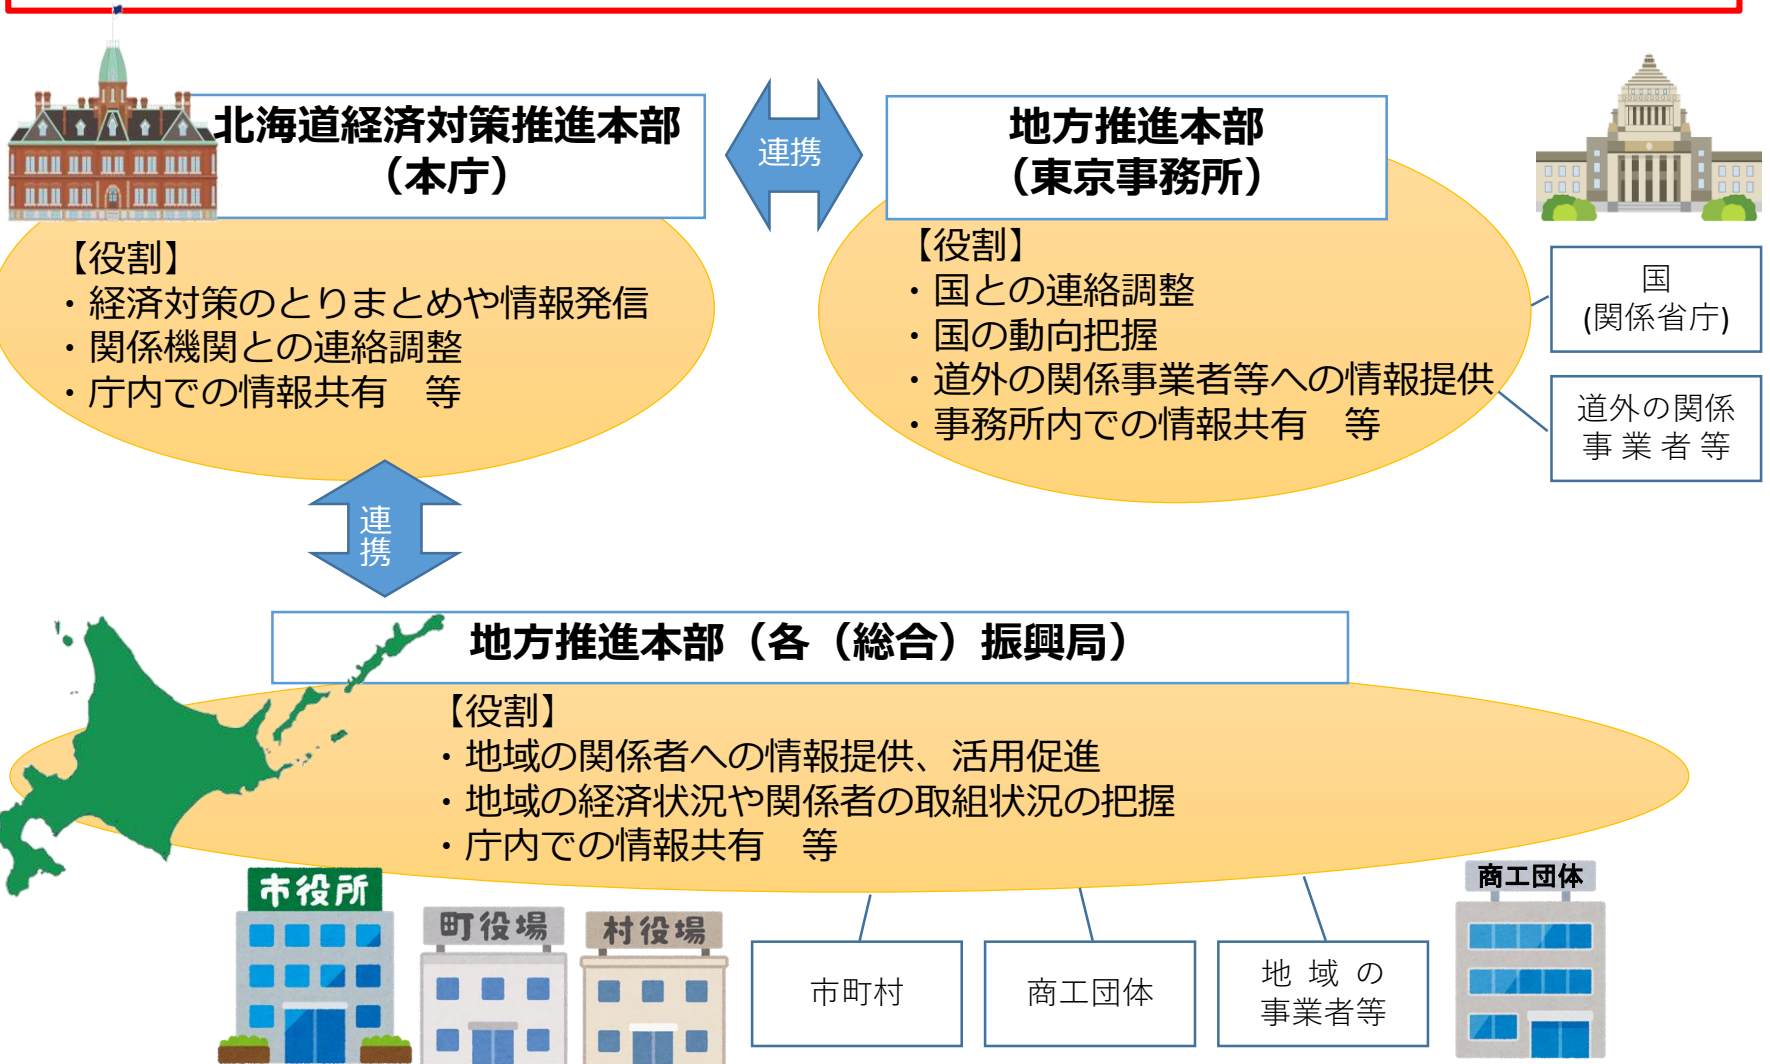 北海道経済対策推進本部
（本庁）
連携
地方推進本部
（東京事務所）
【役割】
・経済対策のとりまとめや情報発信
・関係機関との連絡調整
・庁内での情報共有　等
【役割】
・国との連絡調整
・国の動向把握
・道外の関係事業者等への情報提供
・事務所内での情報共有　等
国
(関係省庁)
道外の関係
事業者等
連
携
地方推進本部（各（総合）振興局）
【役割】
・地域の関係者への情報提供、活用促進
・地域の経済状況や関係者の取組状況の把握
・庁内での情報共有　等
市役所
町役場
村役場
市町村
商工団体
地域の
事業者等
商工団体